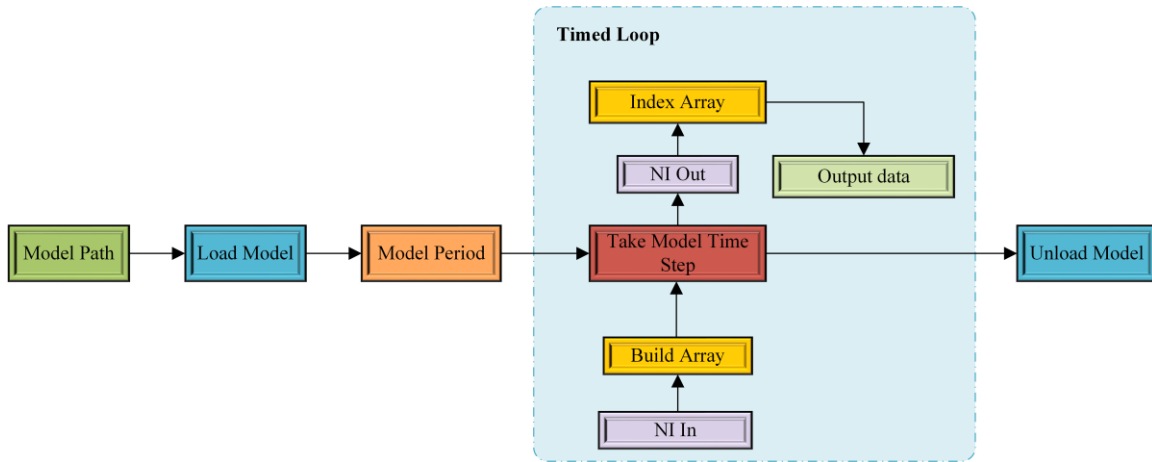 Timed Loop
Index Array
NI Out
Output data
Model Path
Load Model
Model Period
Take Model Time
Step
Unload Model
Build Array
NI In